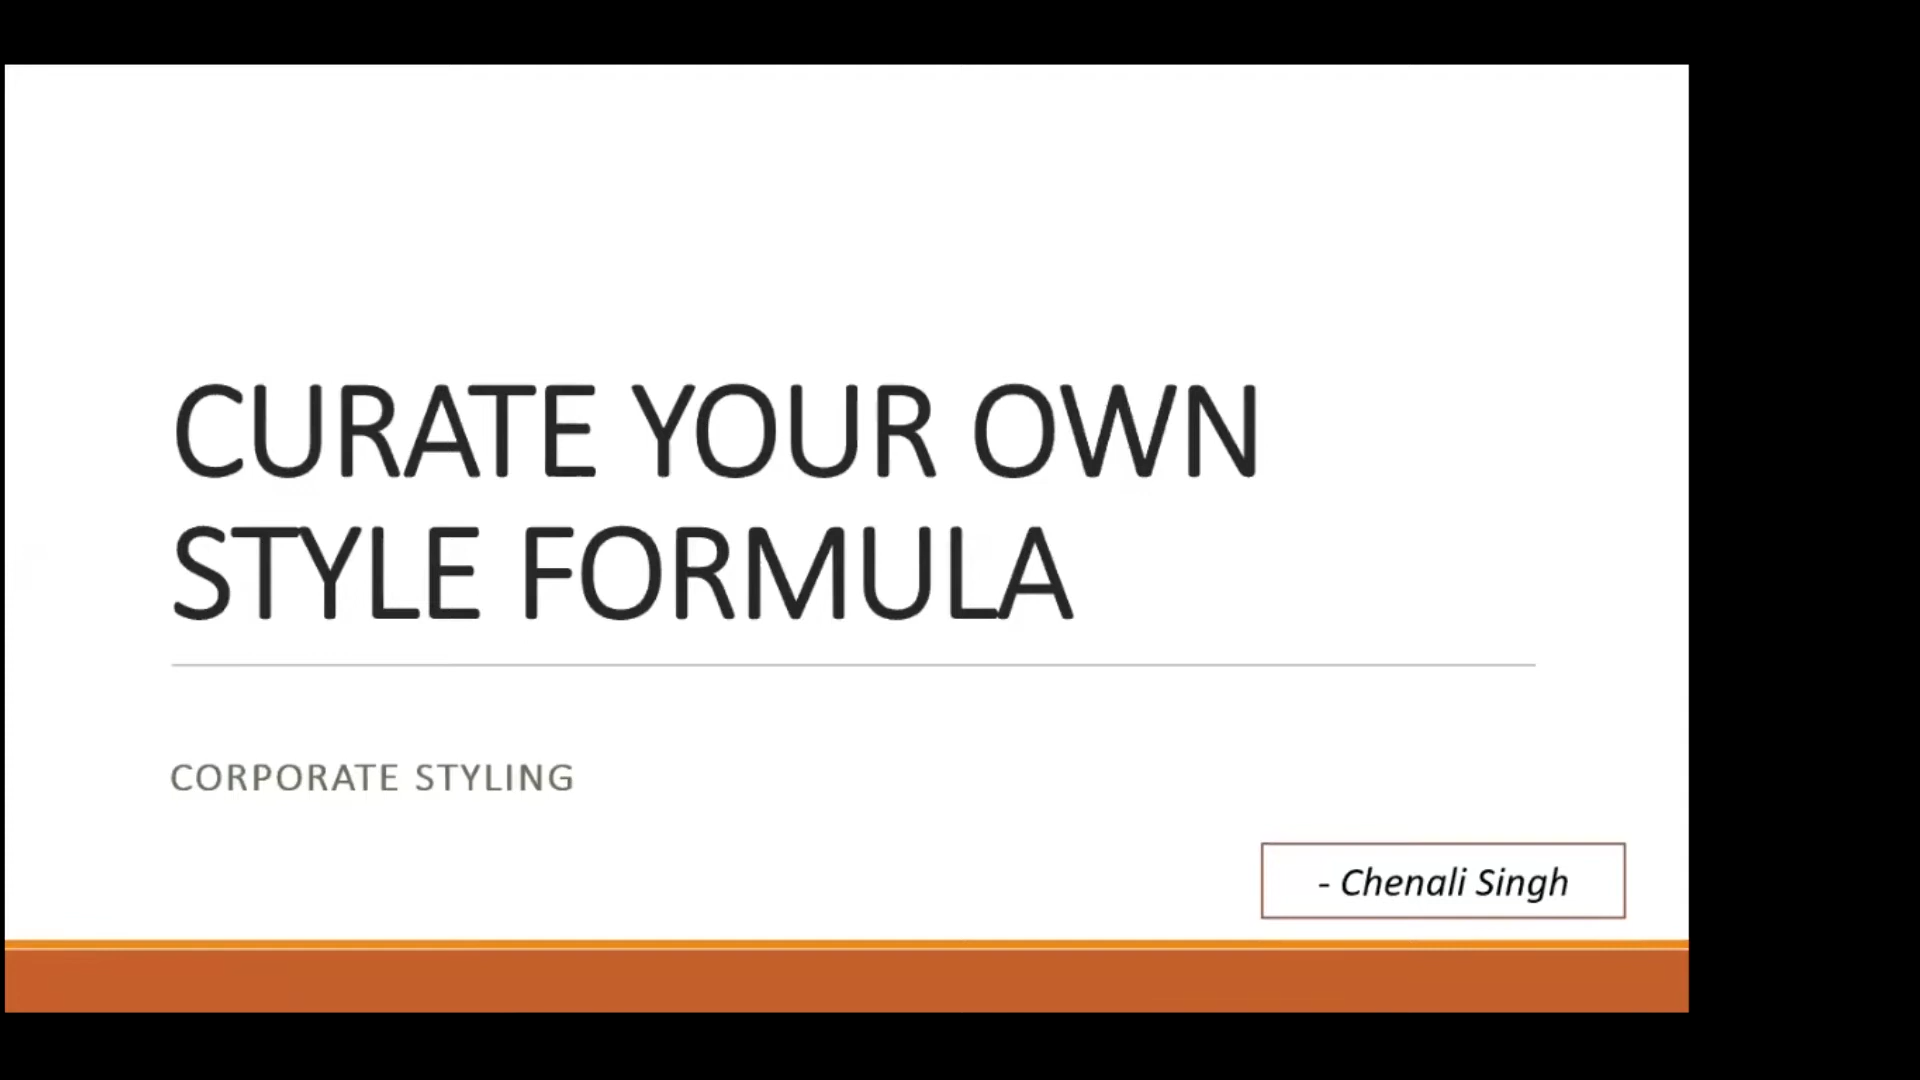 CURATE YOUR OWN
STYLE FORMULA
CORPORATE STYLING
- Chenali Singh